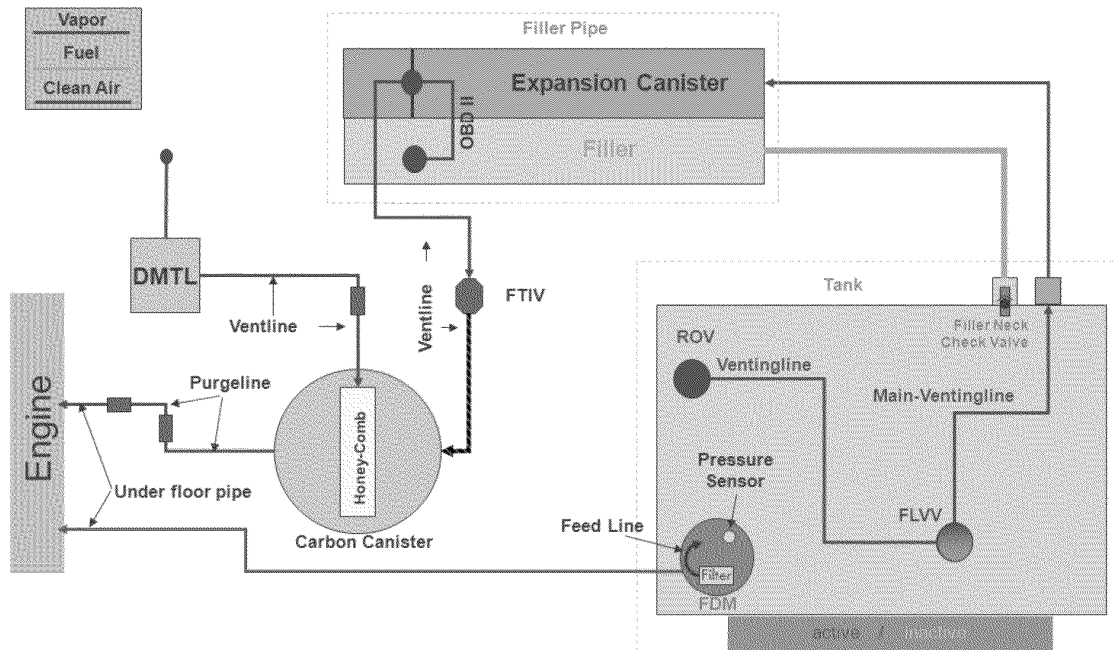 Vapor
Fuel
Clean Air
Filler Pipe
Expansion Canister
OBD II
Filler
DMTL
Ventline
Ventline
FTIV
Tank
Filler Neck
Check Valve
ROV
Ventingline
Main-Ventingline
Engine
Purgeline
Honey-Comb
Under floor pipe
Carbon Canister
Pressure
Sensor
Feed Line
FLVV
Filter
FDM
active / inactive